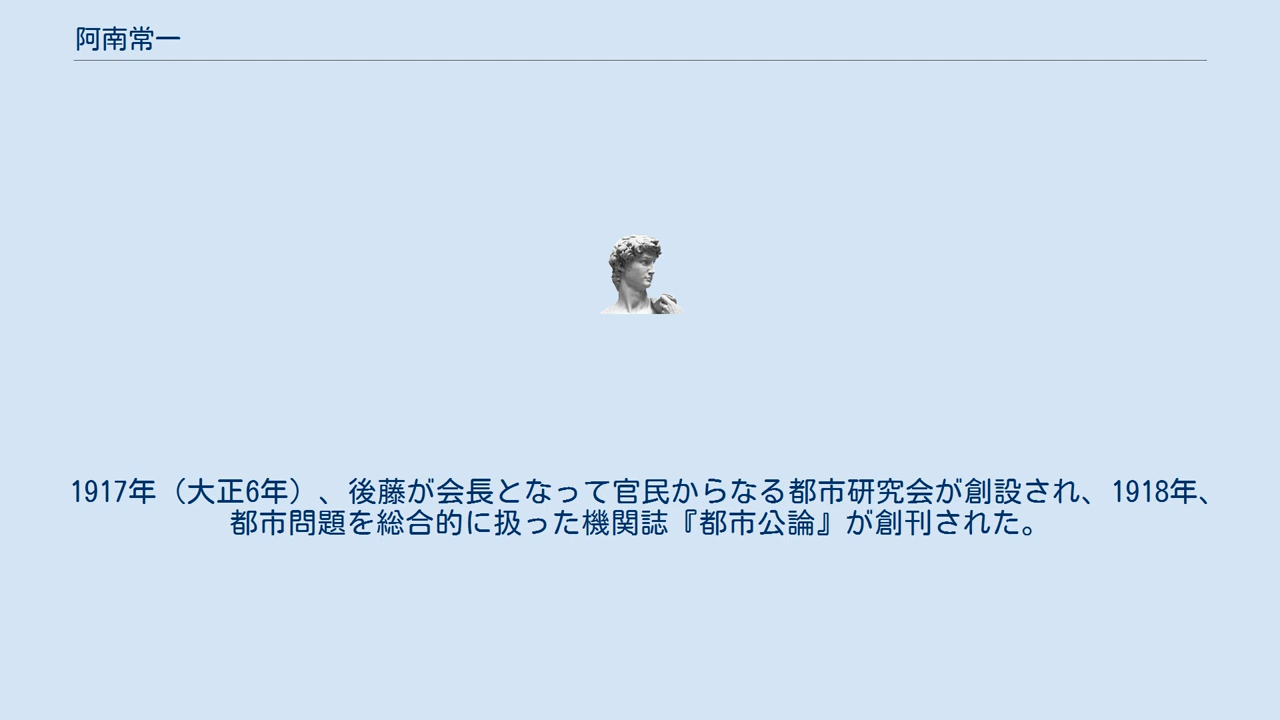 阿南常一
1917年（大正6年）、後藤が会長となって官民からなる都市研究会が創設され、1918年、
都市問題を総合的に扱った機関誌『都市公論』が創刊された。